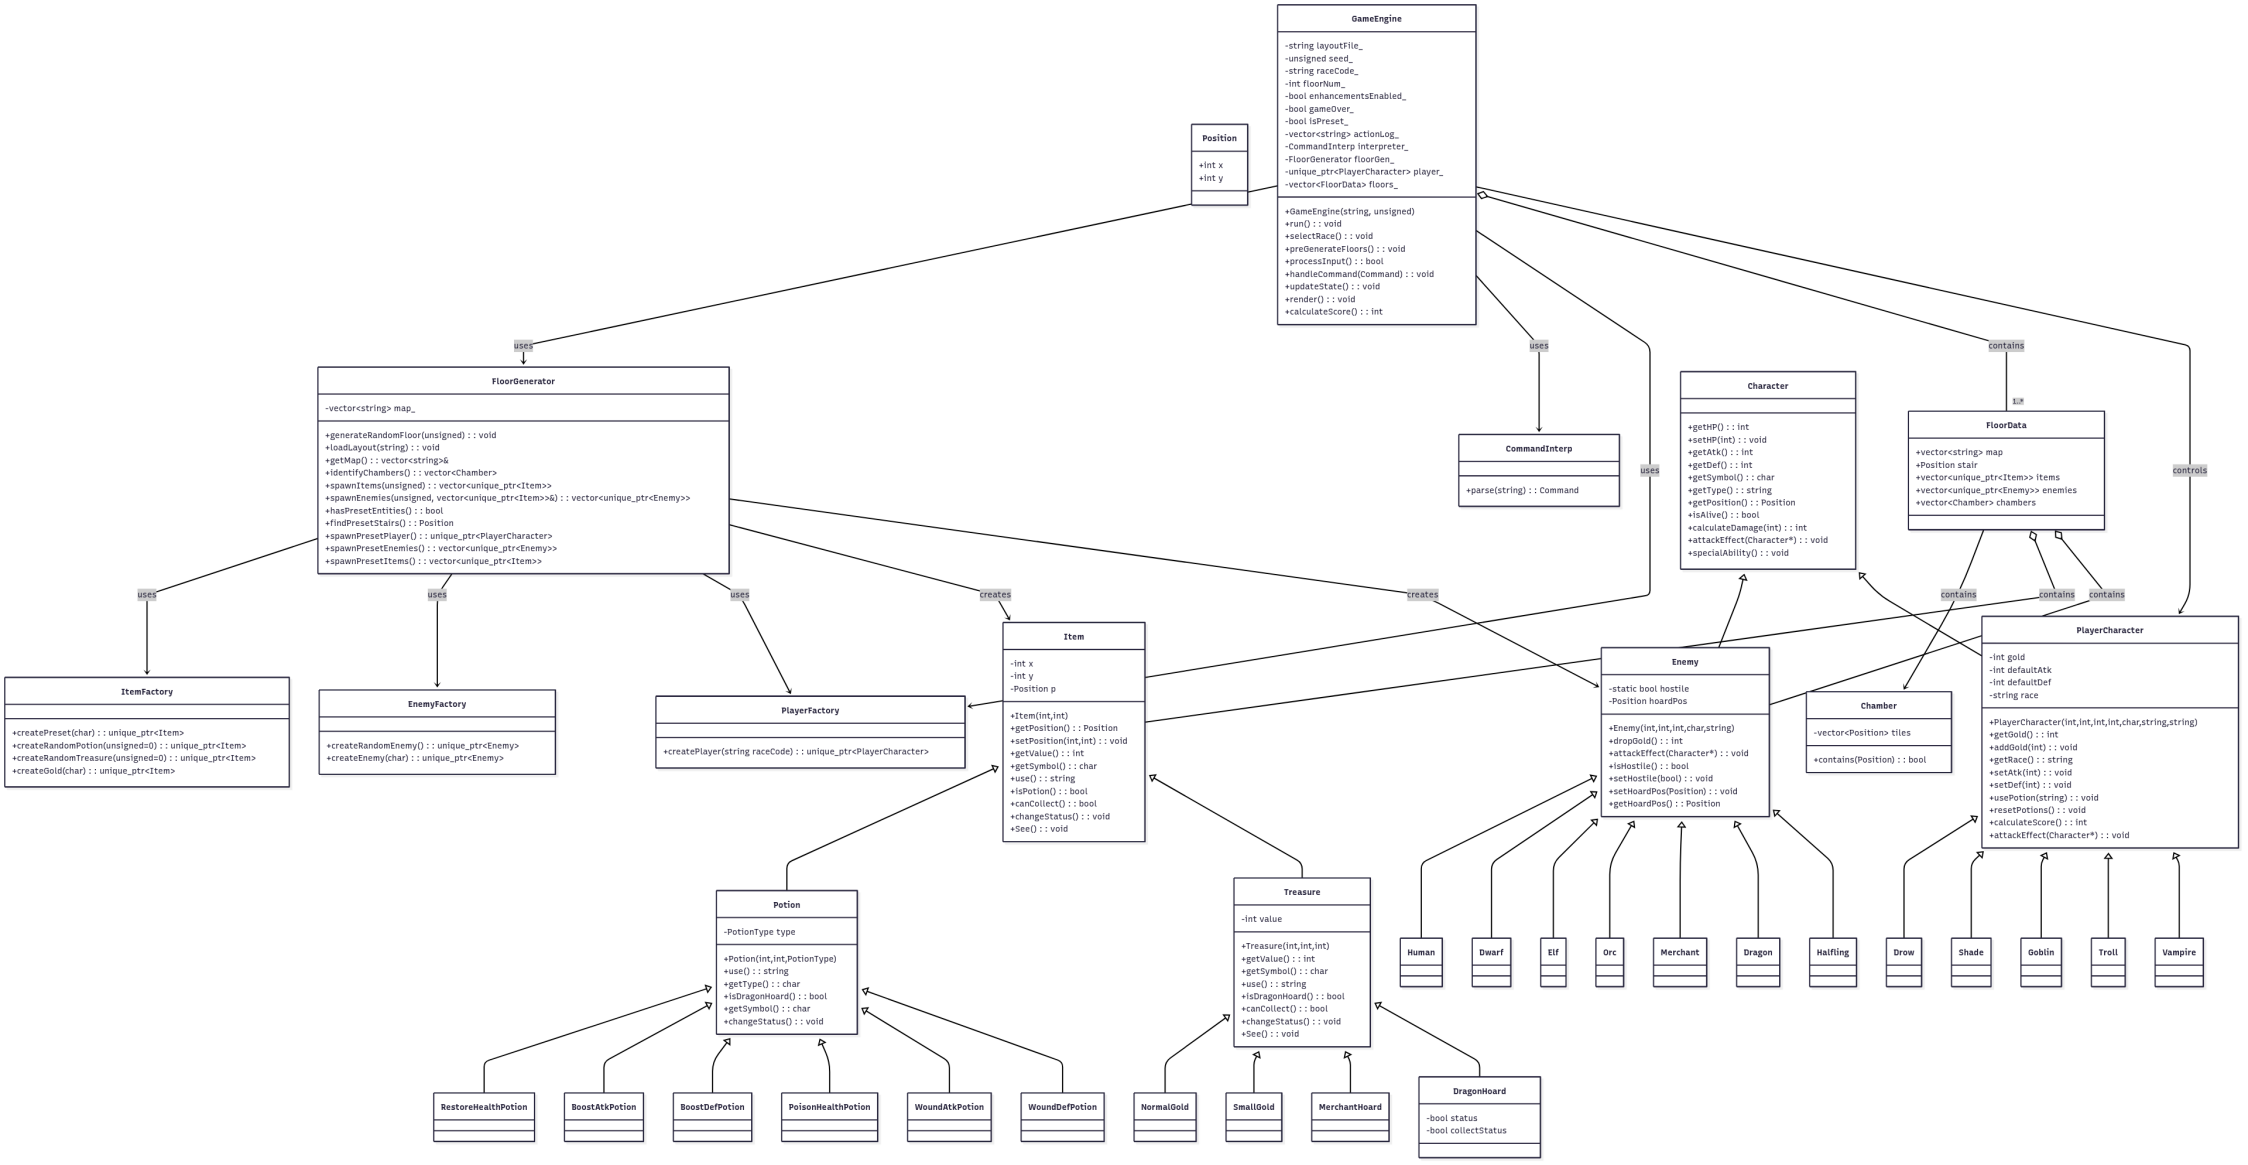 GameEngine
-string layoutFile_
-unsigned seed_
-string raceCode_
-int floorNum_
-bool enhancementsEnabled_
-bool gameOver_
-bool isPreset_
-vector<string> actionLog_
-CommandInterp interpreter_
-FloorGenerator floorGen_
-unique_ptr<PlayerCharacter> player_
-vector<FloorData> floors_
+GameEngine(string, unsigned)
+run() : : void
+selectRace() : : void
+preGenerateFloors() : : void
+processInput() : : bool
+handleCommand(Command) : : void
+updateState() : : void
+render() : : void
+calculateScore() : : int
Position
+int x
+int y
uses
uses
contains
1..*
uses
controls
FloorGenerator
-vector<string> map_
+generateRandomFloor(unsigned) : : void
+loadLayout(string) : : void
+getMap() : : vector<string>&
+identifyChambers() : : vector<Chamber>
+spawnItems(unsigned) : : vector<unique_ptr<Item>>
+spawnEnemies(unsigned, vector<unique_ptr<Item>>&) : : vector<unique_ptr<Enemy>>
+hasPresetEntities() : : bool
+findPresetStairs() : : Position
+spawnPresetPlayer() : : unique_ptr<PlayerCharacter>
+spawnPresetEnemies() : : vector<unique_ptr<Enemy>>
+spawnPresetItems() : : vector<unique_ptr<Item>>
CommandInterp
+parse(string) : : Command
Character
+getHP() : : int
+setHP(int) : : void
+getAtk() : : int
+getDef() : : int
+getSymbol() : : char
+getType() : : string
+getPosition() : : Position
+isAlive() : : bool
+calculateDamage(int) : : int
+attackEffect(Character*) : : void
+specialAbility() : : void
FloorData
+vector<string> map
+Position stair
+vector<unique_ptr<Item>> items
+vector<unique_ptr<Enemy>> enemies
+vector<Chamber> chambers
uses
uses
uses
creates
creates
contains
contains
contains
ItemFactory
+createPreset(char) : : unique_ptr<Item>
+createRandomPotion(unsigned=0) : : unique_ptr<Item>
+createRandomTreasure(unsigned=0) : : unique_ptr<Item>
+createGold(char) : : unique_ptr<Item>
EnemyFactory
+createRandomEnemy() : : unique_ptr<Enemy>
+createEnemy(char) : : unique_ptr<Enemy>
PlayerFactory
+createPlayer(string raceCode) : : unique_ptr<PlayerCharacter>
Item
-int x
-int y
-Position p
+Item(int,int)
+getPosition() : : Position
+setPosition(int,int) : : void
+getValue() : : int
+getSymbol() : : char
+use() : : string
+isPotion() : : bool
+canCollect() : : bool
+changeStatus() : : void
+See() : : void
Enemy
-static bool hostile
-Position hoardPos
+Enemy(int,int,int,char,string)
+dropGold() : : int
+attackEffect(Character*) : : void
+isHostile() : : bool
+setHostile(bool) : : void
+setHoardPos(Position) : : void
+getHoardPos() : : Position
Chamber
-vector<Position> tiles
+contains(Position) : : bool
PlayerCharacter
-int gold
-int defaultAtk
-int defaultDef
-string race
+PlayerCharacter(int,int,int,int,char,string,string)
+getGold() : : int
+addGold(int) : : void
+getRace() : : string
+setAtk(int) : : void
+setDef(int) : : void
+usePotion(string) : : void
+resetPotions() : : void
+calculateScore() : : int
+attackEffect(Character*) : : void
Potion
-PotionType type
+Potion(int,int,PotionType)
+use() : : string
+getType() : : char
+isDragonHoard() : : bool
+getSymbol() : : char
+changeStatus() : : void
Treasure
-int value
+Treasure(int,int,int)
+getValue() : : int
+getSymbol() : : char
+use() : : string
+isDragonHoard() : : bool
+canCollect() : : bool
+changeStatus() : : void
+See() : : void
Human
Dwarf
Elf
Orc
Merchant
Dragon
Halfling
Drow
Shade
Goblin
Troll
Vampire
RestoreHealthPotion
BoostAtkPotion
BoostDefPotion
PoisonHealthPotion
WoundAtkPotion
WoundDefPotion
NormalGold
SmallGold
MerchantHoard
DragonHoard
-bool status
-bool collectStatus